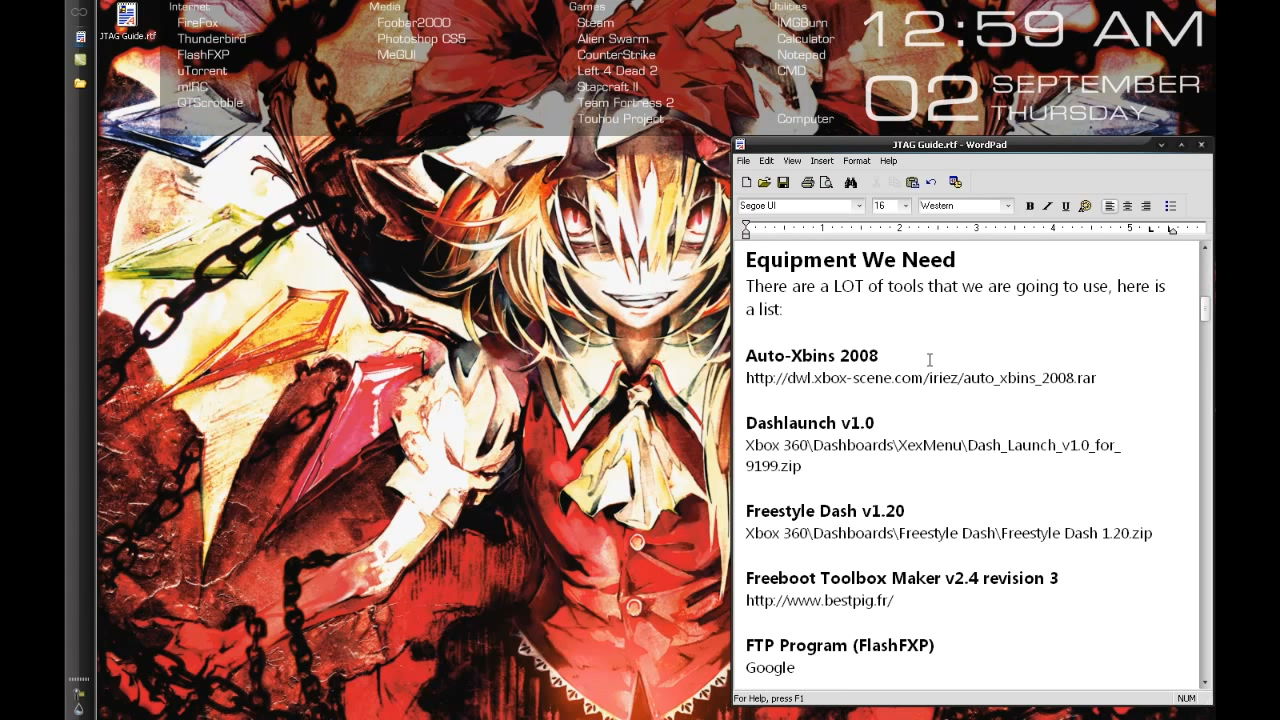 JTAG Guide.rtf
Internet
FireFox
Thunderbird
FlashFXP
uTorrent
mIRC
QTScrobble
Media
Foobar2000
Photoshop CS5
MeGUI
Games
Steam
Alien Swarm
CounterStrike
Left 4 Dead 2
Starcraft II
Team Fortress 2
Touhou Project
Utilities
IMGBurn
Calculator
Notepad
CMD
Computer
12:59 AM
02 SEPTEMBER
THURSDAY
JTAG Guide.rtf - WordPad
File Edit View Insert Format Help
Segoe UI 16 Western B I U
1 2 3 4 5
Equipment We Need
There are a LOT of tools that we are going to use, here is
a list:
Auto-Xbins 2008
http://dwl.xbox-scene.com/iriez/auto_xbins_2008.rar
Dashlaunch v1.0
Xbox 360\Dashboards\XexMenu\Dash_Launch_v1.0_for_
9199.zip
Freestyle Dash v1.20
Xbox 360\Dashboards\Freestyle Dash\Freestyle Dash 1.20.zip
Freeboot Toolbox Maker v2.4 revision 3
http://www.bestpig.fr/
FTP Program (FlashFXP)
Google
For Help, press F1
NUM